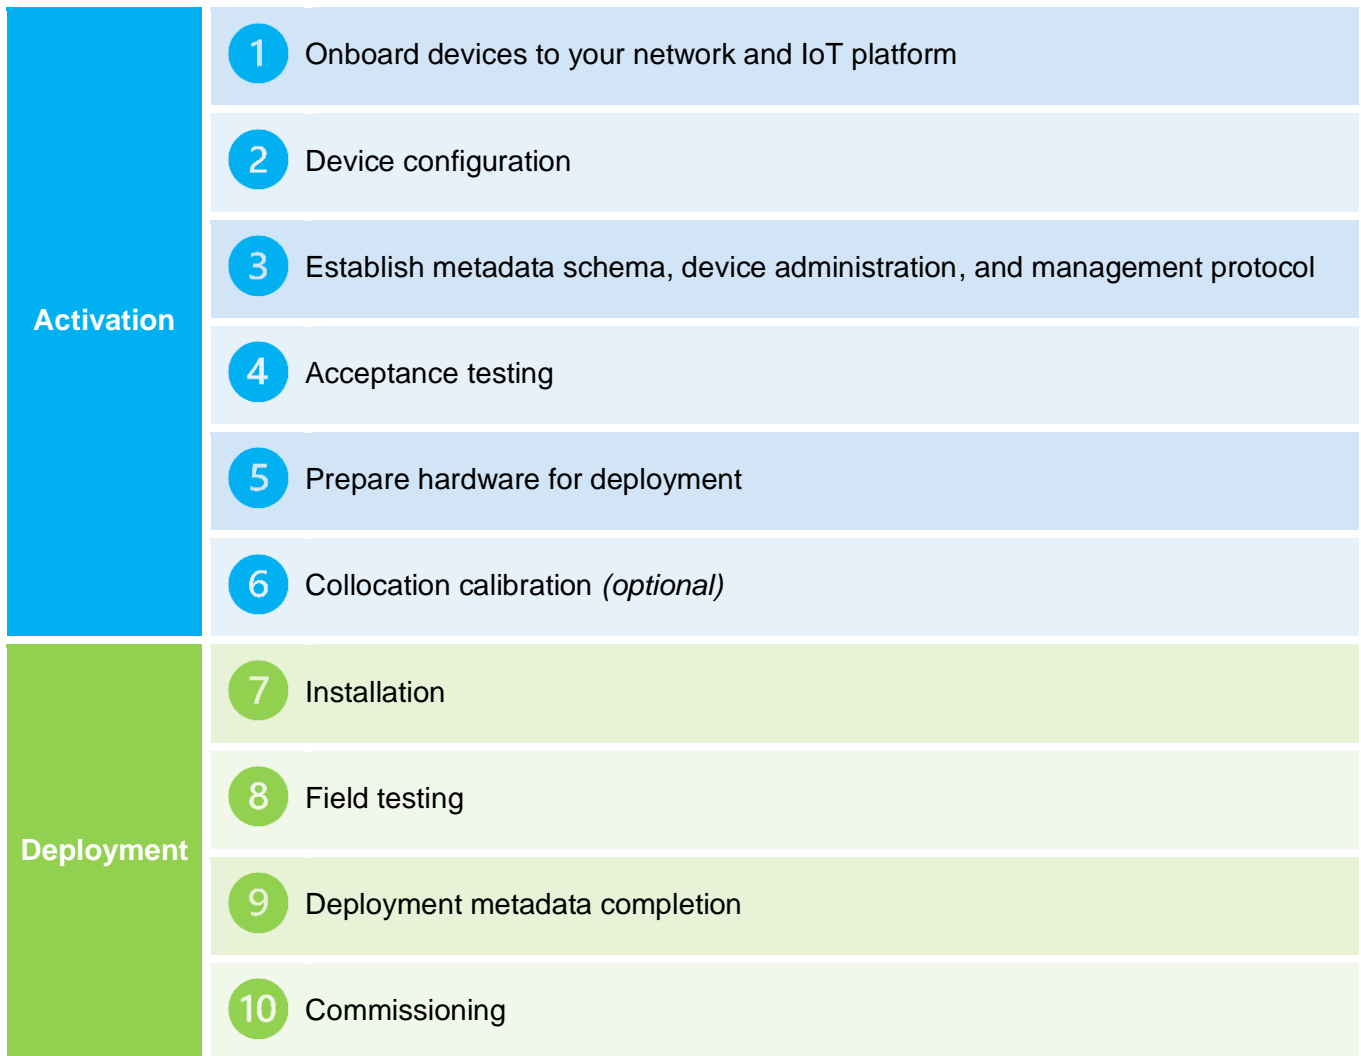 Activation
1 Onboard devices to your network and IoT platform
2 Device configuration
3 Establish metadata schema, device administration, and management protocol
4 Acceptance testing
5 Prepare hardware for deployment
6 Collocation calibration (optional)
Deployment
7 Installation
8 Field testing
9 Deployment metadata completion
10 Commissioning